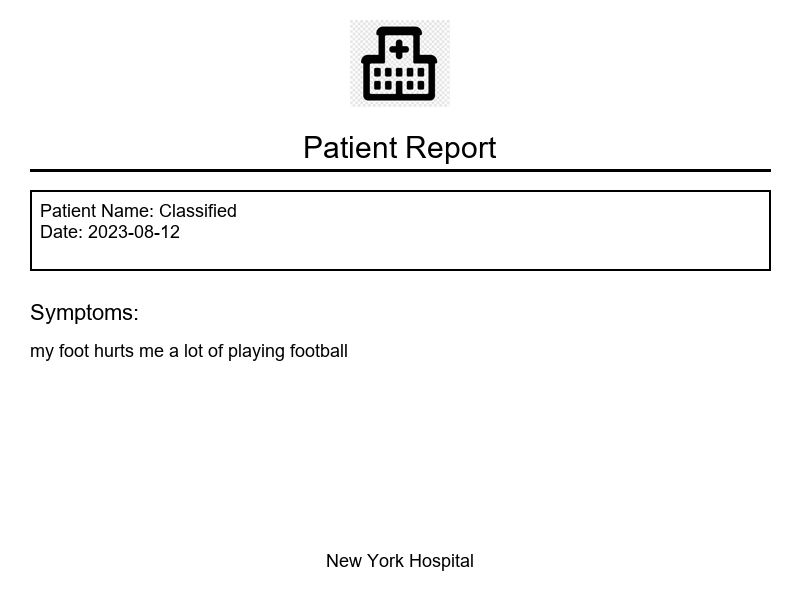 Patient Report
Patient Name: Classified
Date: 2023-08-12
Symptoms:
my foot hurts me a lot of playing football
New York Hospital